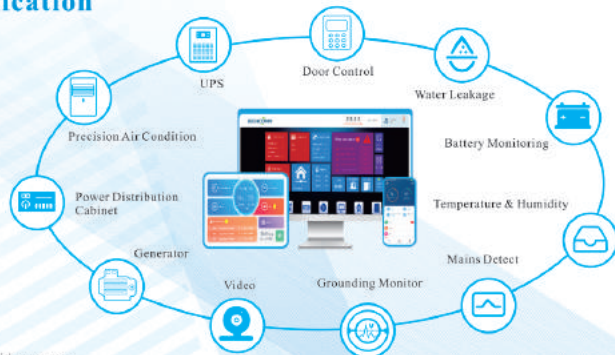 ication
UPS
Door Control
Water Leakage
Precision Air Condition
Battery Monitoring
Power Distribution
Cabinet
Temperature & Humidity
Generator
Mains Detect
Video
Grounding Monitor